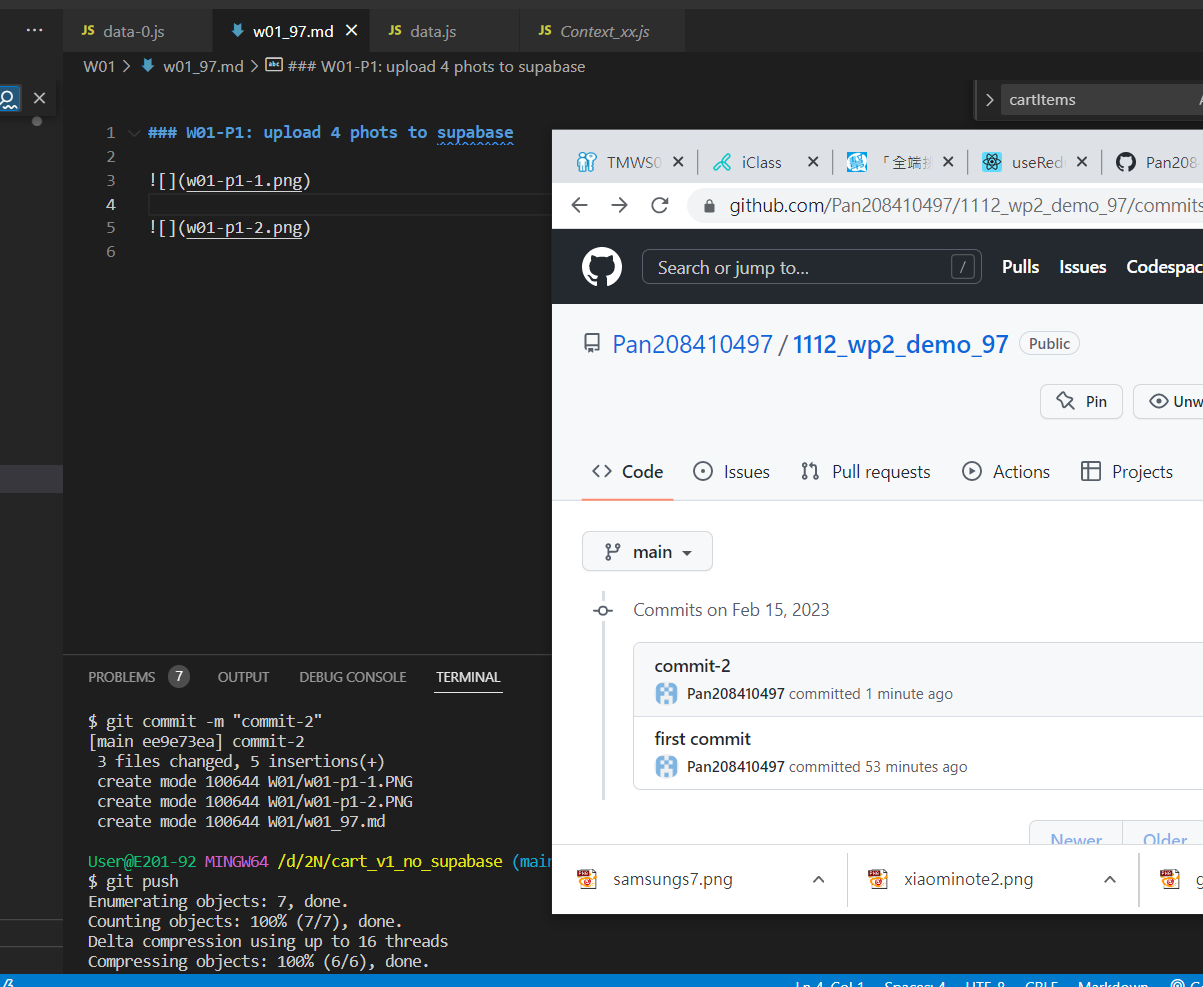 JS data-0.js
w01_97.md
JS data.js
JS Context_xx.js
W01 > w01_97.md > abc ### W01-P1: upload 4 phots to supabase
cartItems
1 ### W01-P1: upload 4 phots to supabase
2
3 ![](w01-p1-1.png)
4
5 ![](w01-p1-2.png)
6
TMWS0
iClass
useRedu
Pan208
github.com/Pan208410497/1112_wp2_demo_97/commits
Search or jump to...
/
Pulls
Issues
Codespac
Pan208410497 / 1112_wp2_demo_97
Public
Pin
Unw
Code
Issues
Pull requests
Actions
Projects
main
Commits on Feb 15, 2023
commit-2
Pan208410497 committed 1 minute ago
first commit
Pan208410497 committed 53 minutes ago
Newer
Older
samsungs7.png
xiaominote2.png
PROBLEMS 7
OUTPUT
DEBUG CONSOLE
TERMINAL
$ git commit -m "commit-2"
[main ee9e73ea] commit-2
3 files changed, 5 insertions(+)
create mode 100644 W01/w01-p1-1.PNG
create mode 100644 W01/w01-p1-2.PNG
create mode 100644 W01/w01_97.md
User@E201-92 MINGW64 /d/2N/cart_v1_no_supabase (main
$ git push
Enumerating objects: 7, done.
Counting objects: 100% (7/7), done.
Delta compression using up to 16 threads
Compressing objects: 100% (6/6), done.
Ln 4, Col 1
Spaces: 4
UTF-8
CRLF
Markdown